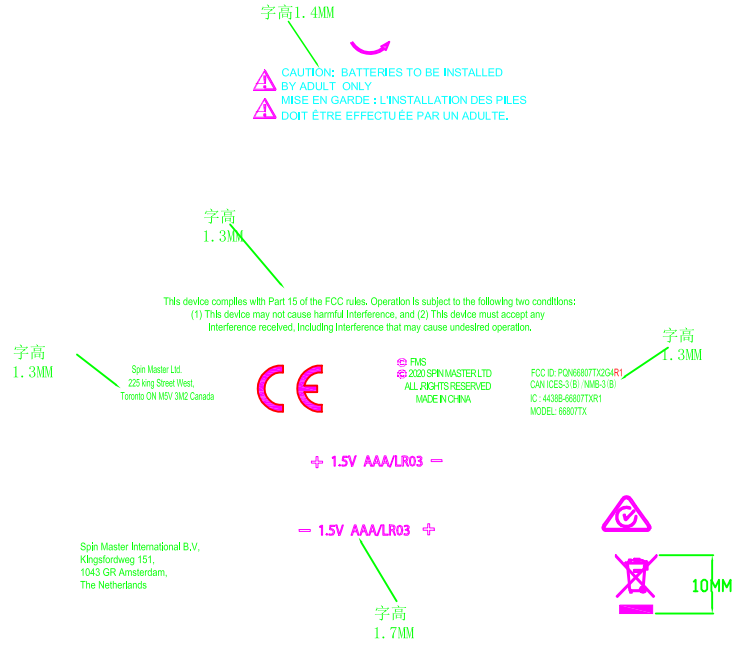 字高1.4MM
CAUTION: BATTERIES TO BE INSTALLED
BY ADULT ONLY
MISE EN GARDE : L'INSTALLATION DES PILES
DOIT ÊTRE EFFECTUÉE PAR UN ADULTE.
字高
1.3MM
This device complies with Part 15 of the FCC rules. Operation is subject to the following two conditions:
(1) This device may not cause harmful interference, and (2) This device must accept any
interference received, including interference that may cause undesired operation.
字高
1.3MM
字高
1.3MM
Spin Master Ltd.
225 king Street West,
Toronto ON M5V 3M2 Canada
CE
© FMS
© 2020 SPIN MASTER LTD
ALL RIGHTS RESERVED
MADE IN CHINA
FCC ID: PQN66807TX2G4R1
CAN ICES-3(B) /NMB-3(B)
IC: 4438B-66807TXR1
MODEL: 66807TX
+ 1.5V AAA/LR03 −
− 1.5V AAA/LR03 +
Spin Master International B.V.
Kingsfordweg 151,
1043 GR Amsterdam,
The Netherlands
10MM
字高
1.7MM